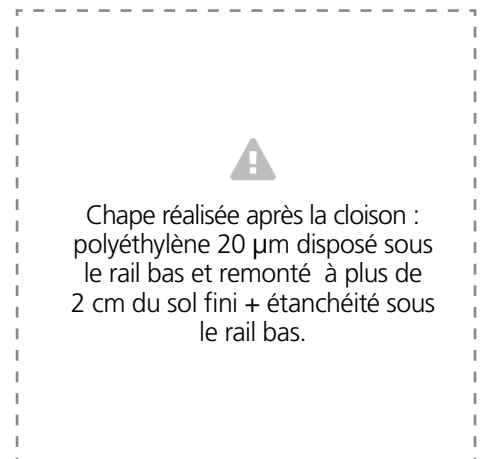 Chape réalisée après la cloison :
polyéthylène 20 µm disposé sous
le rail bas et remonté  à plus de
2 cm du sol fini + étanchéité sous
le rail bas.